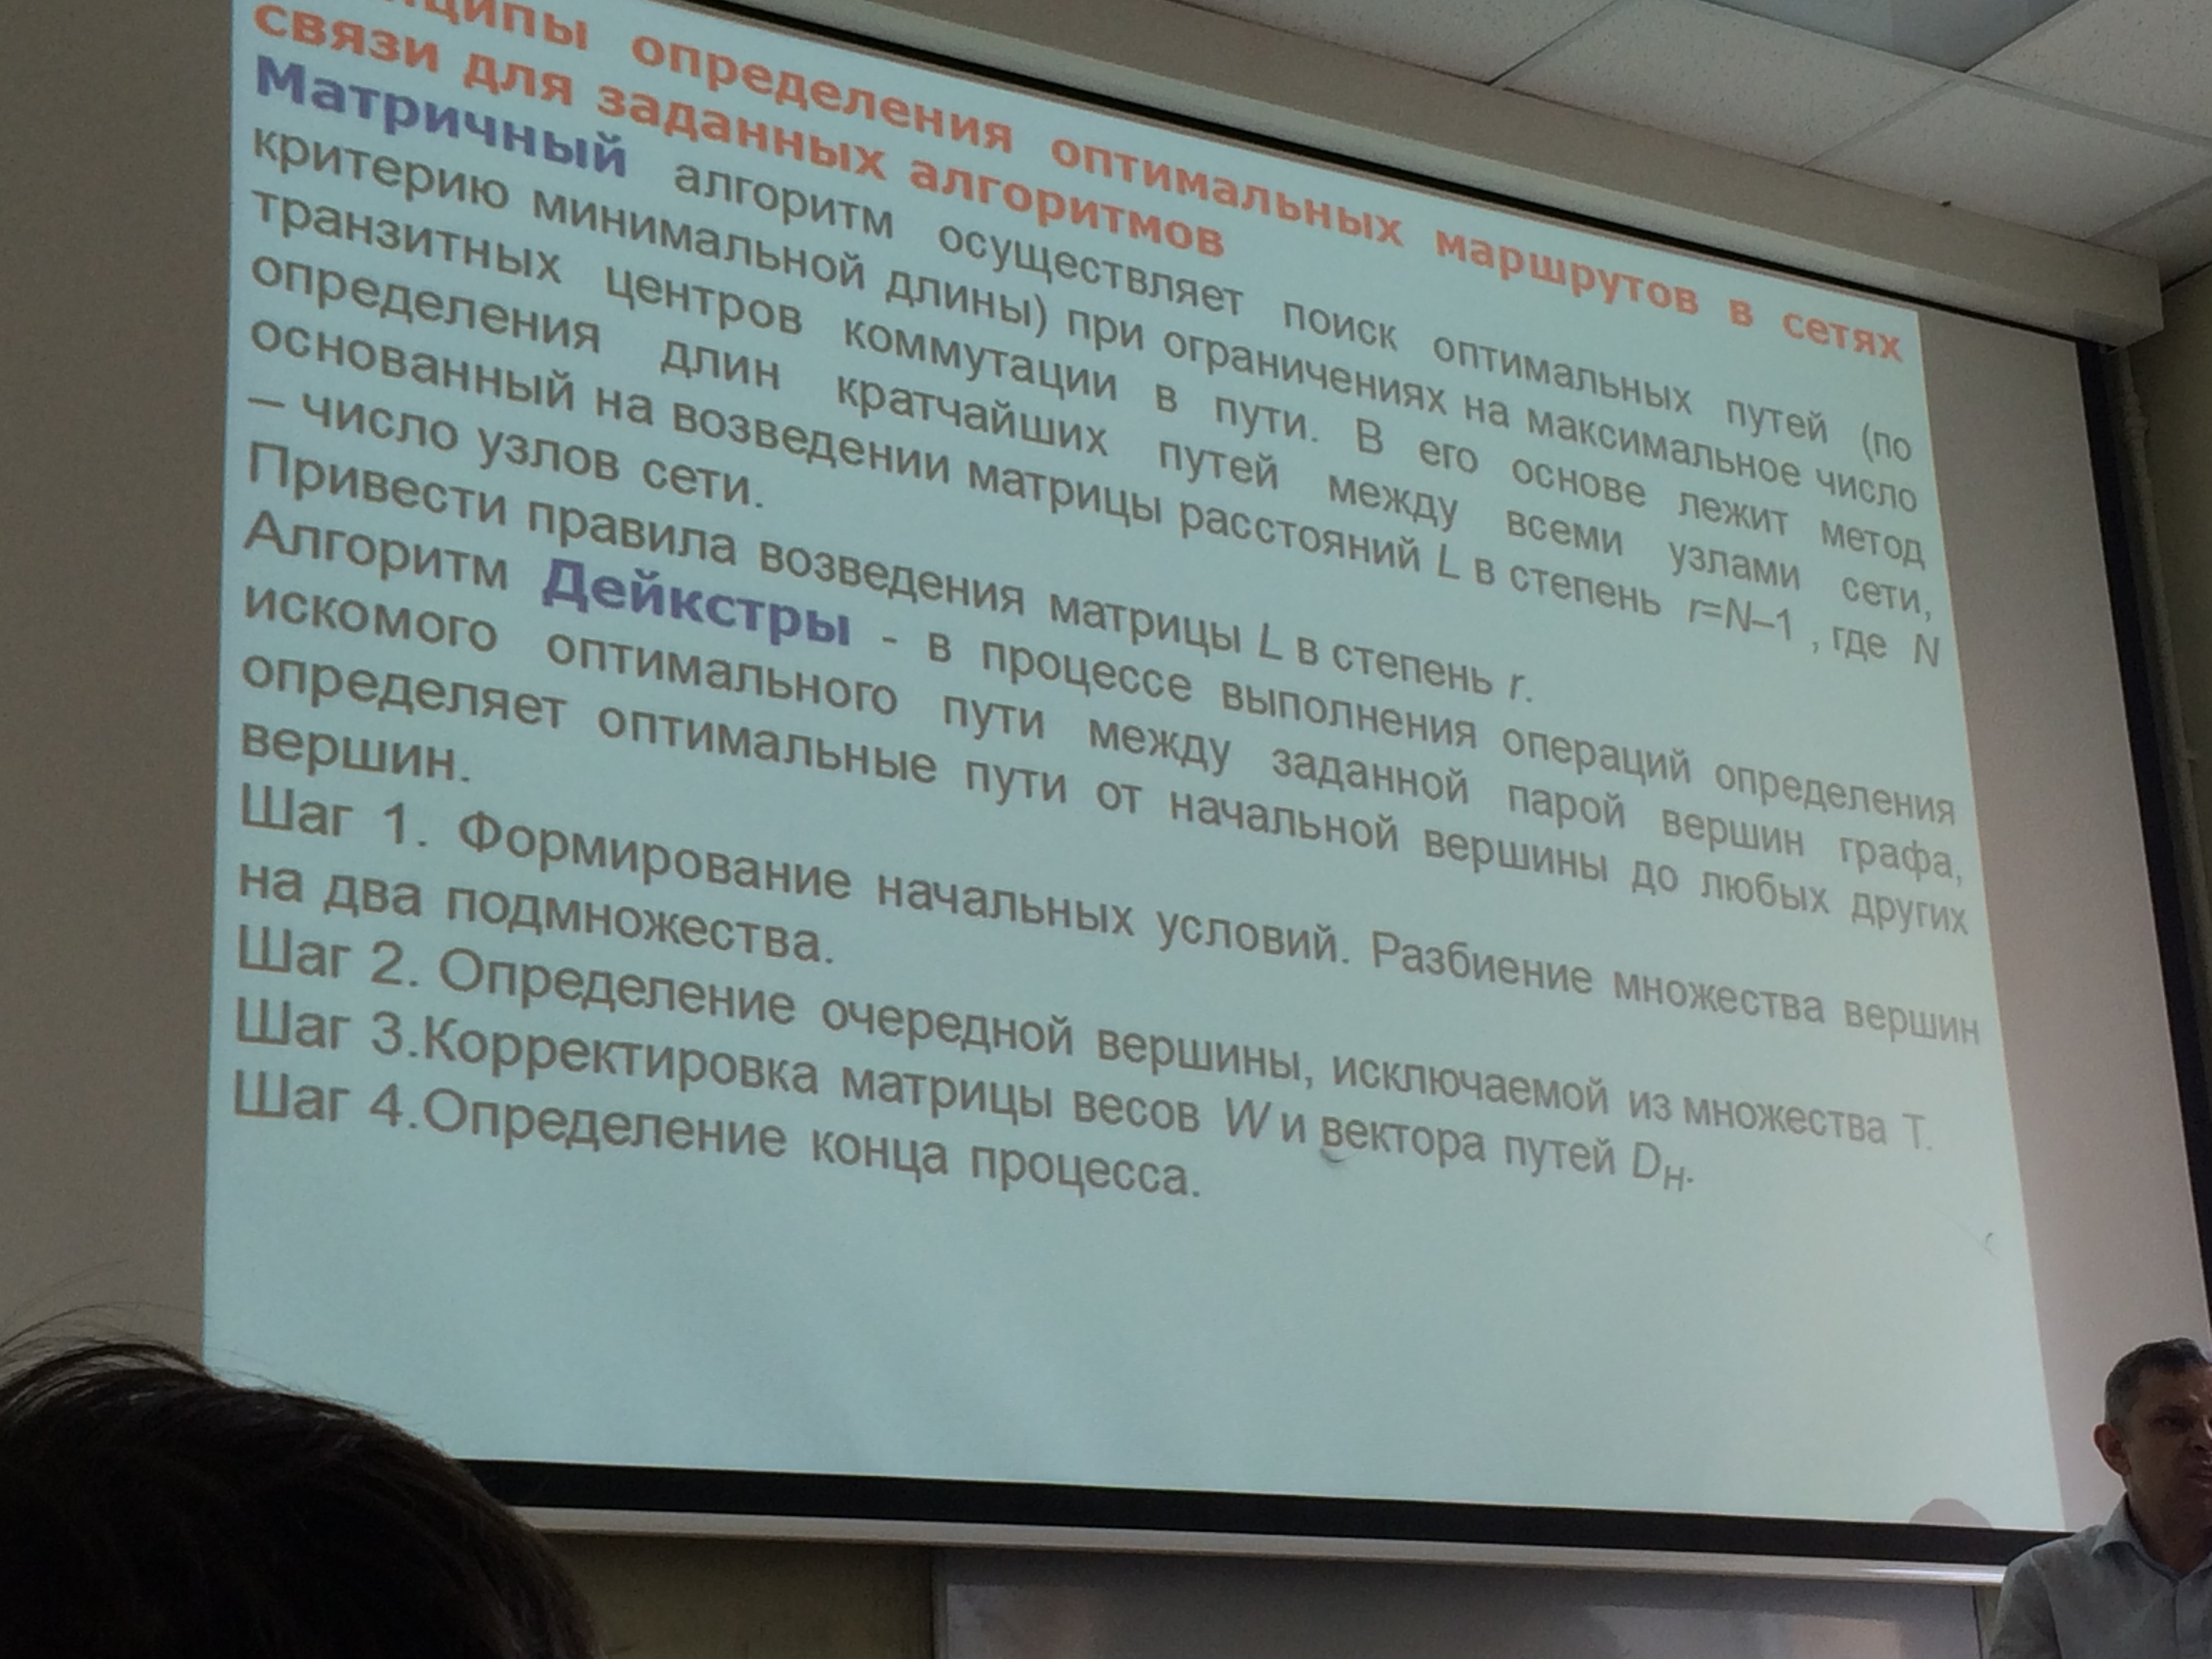 определения оптимальных маршрутов в сетях
связи для заданных алгоритмов
Матричный алгоритм осуществляет поиск оптимальных путей (по
критерию минимальной длины) при ограничениях на максимальное число
транзитных центров коммутации в пути. В его основе лежит метод
определения длин кратчайших путей между всеми узлами сети,
основанный на возведении матрицы расстояний L в степень r=N–1 , где N
– число узлов сети.
Привести правила возведения матрицы L в степень r.
Алгоритм Дейкстры - в процессе выполнения операций определения
искомого оптимального пути между заданной парой вершин графа,
определяет оптимальные пути от начальной вершины до любых других
вершин.
Шаг 1. Формирование начальных условий. Разбиение множества вершин
на два подмножества.
Шаг 2. Определение очередной вершины, исключаемой из множества T.
Шаг 3.Корректировка матрицы весов W и вектора путей Dн.
Шаг 4.Определение конца процесса.